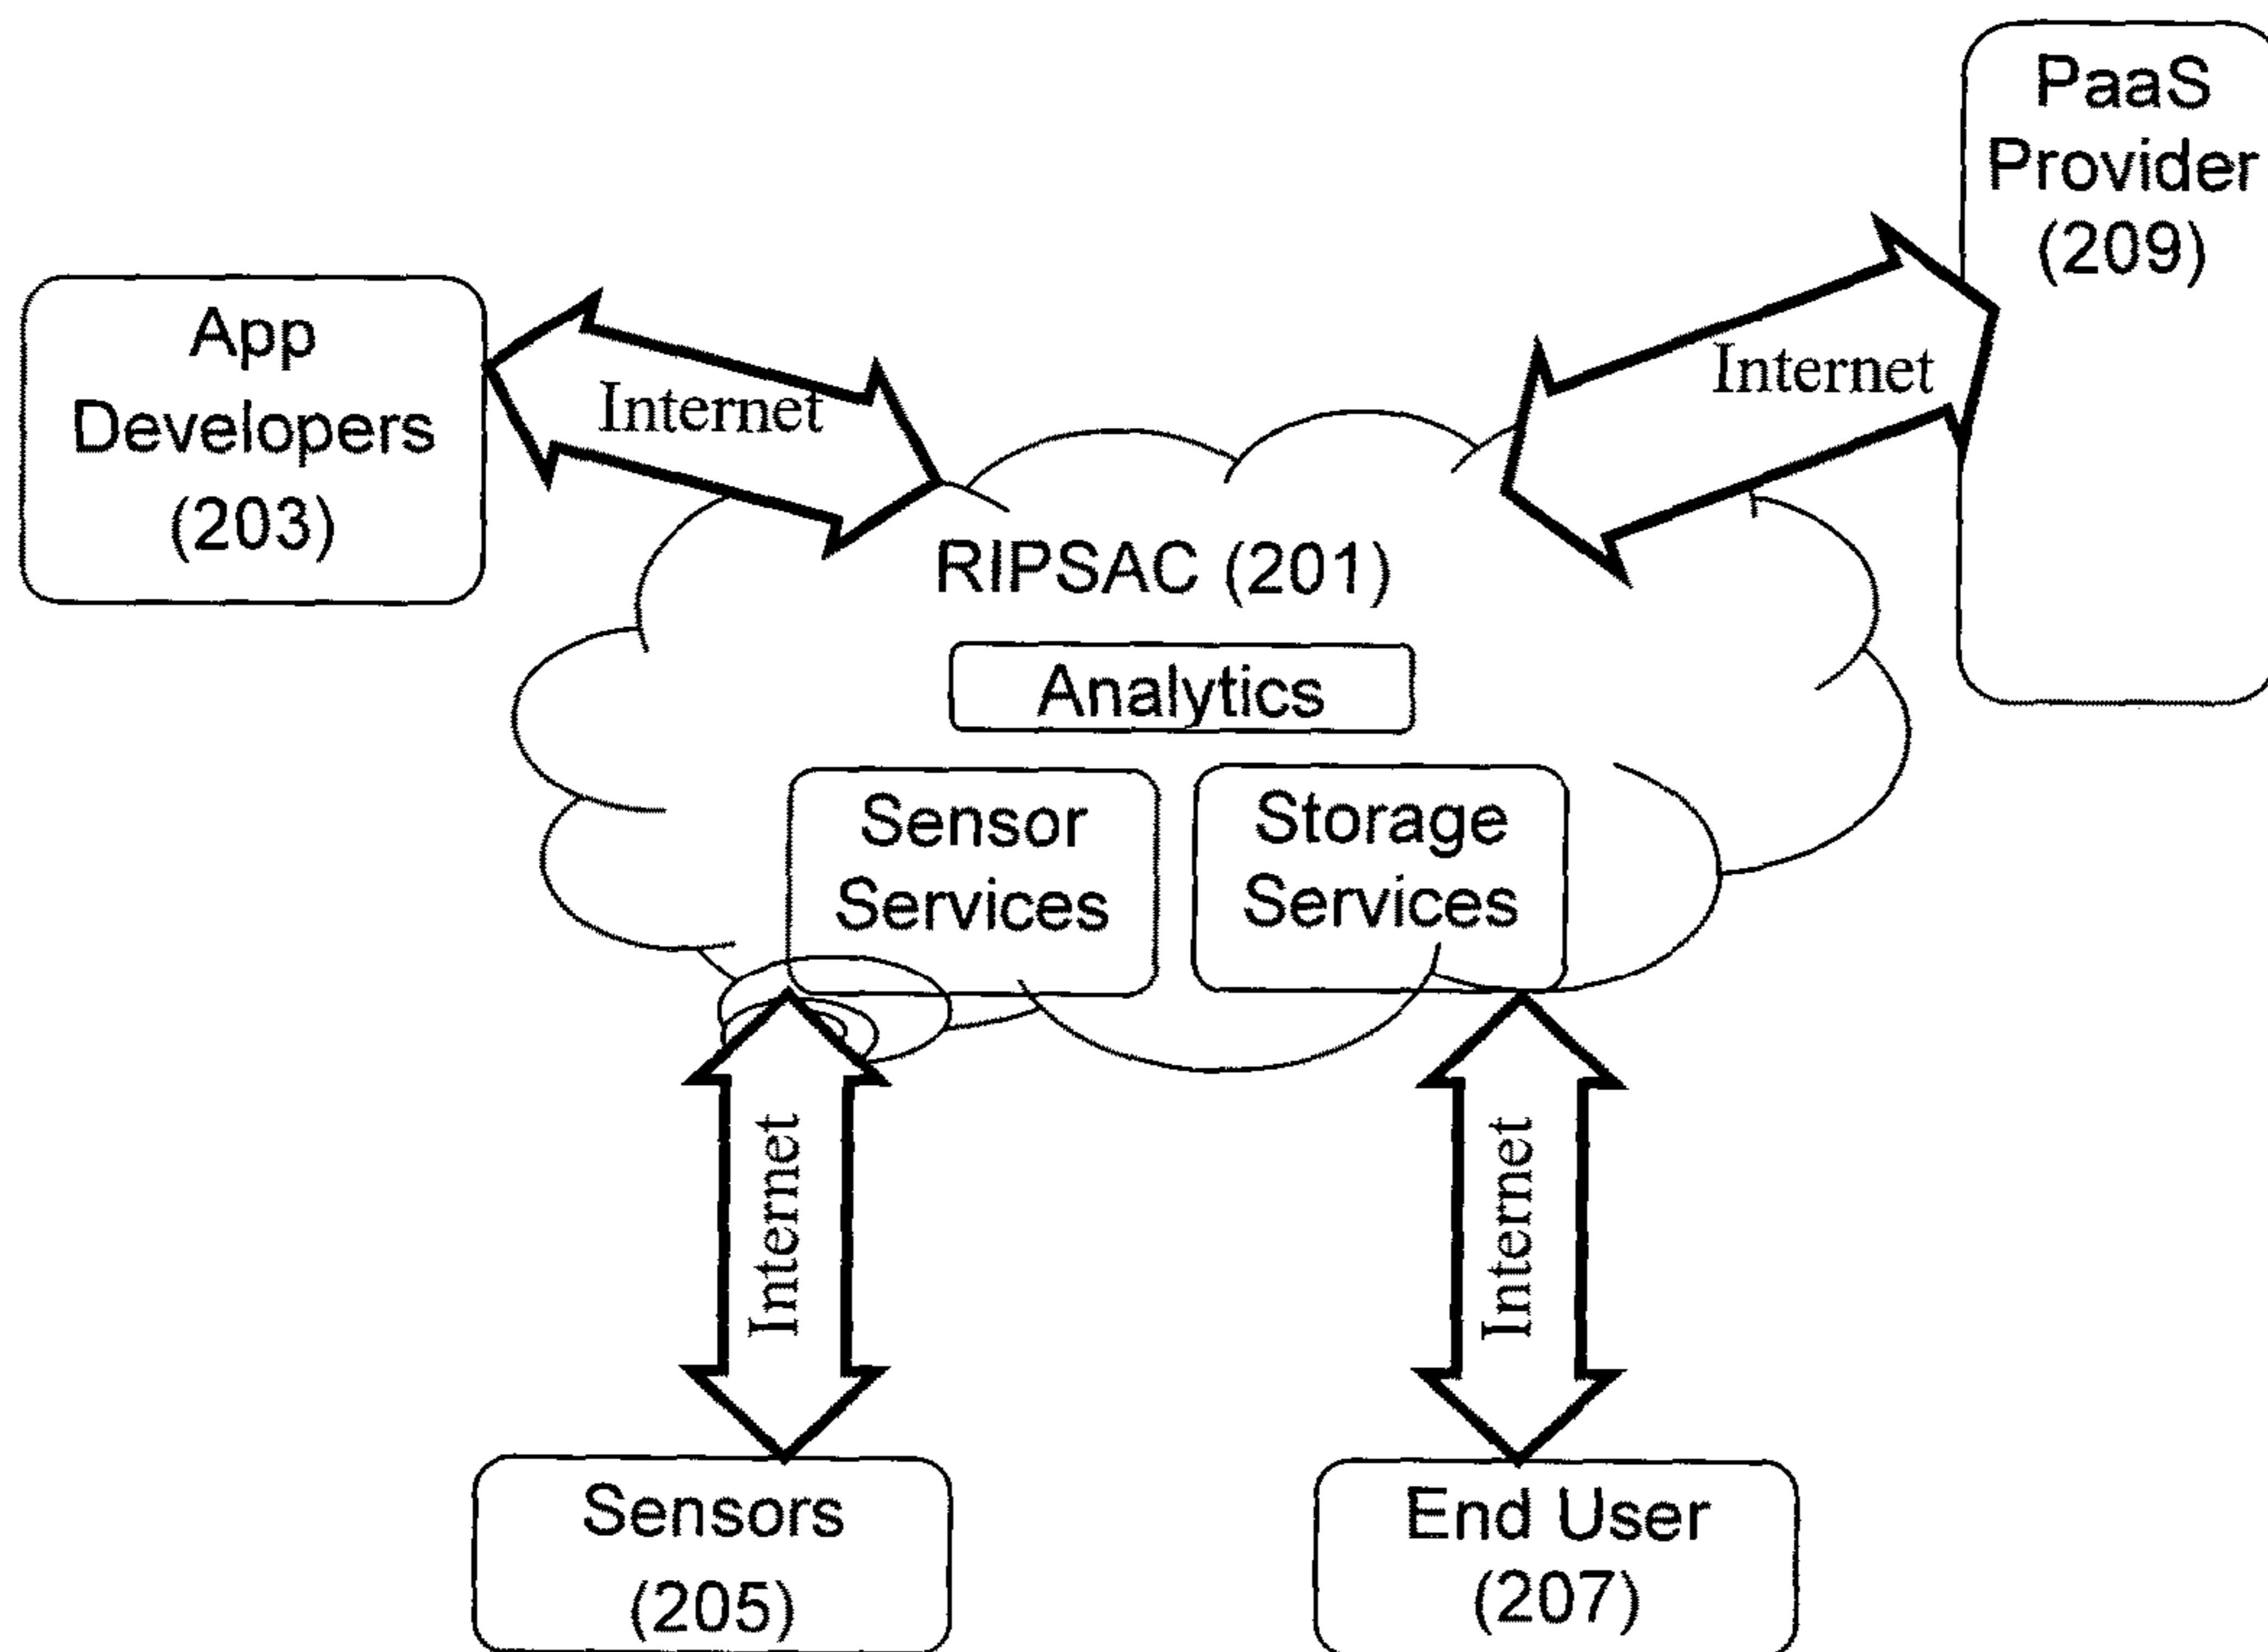 PaaS
Provider
(209)
App
Developers
(203)
Internet
Internet
RIPSAC (201)
Analytics
Sensor
Services
Storage
Services
Internet
Internet
Sensors
(205)
End User
(207)